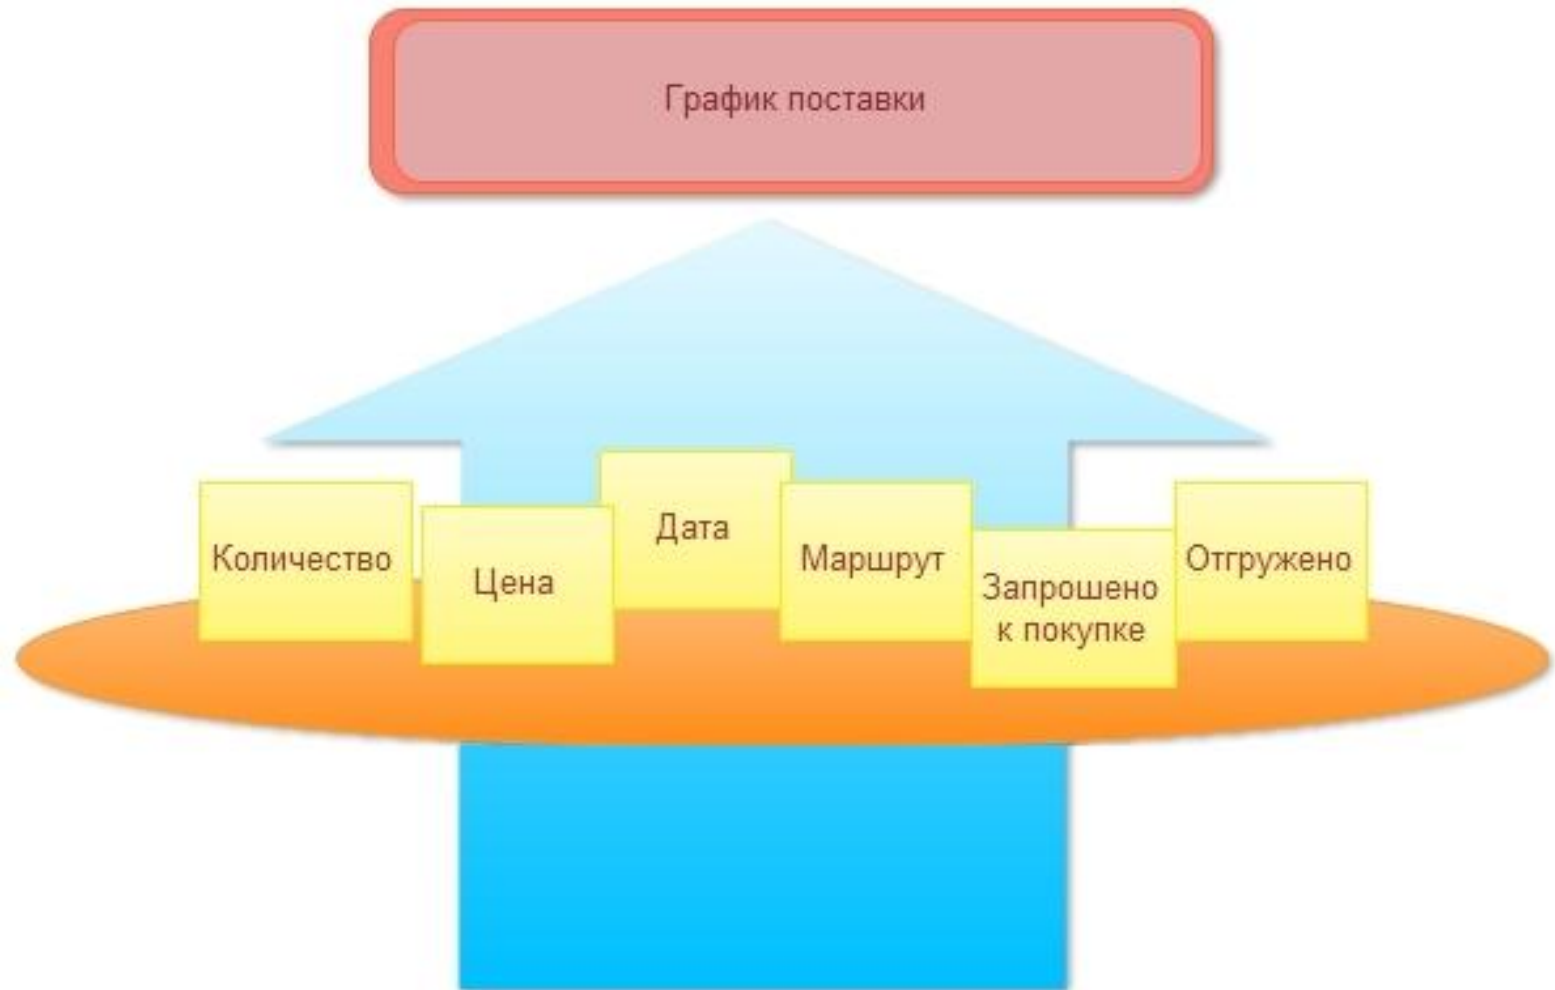 График поставки
Количество
Цена
Дата
Маршрут
Запрошено
к покупке
Отгружено